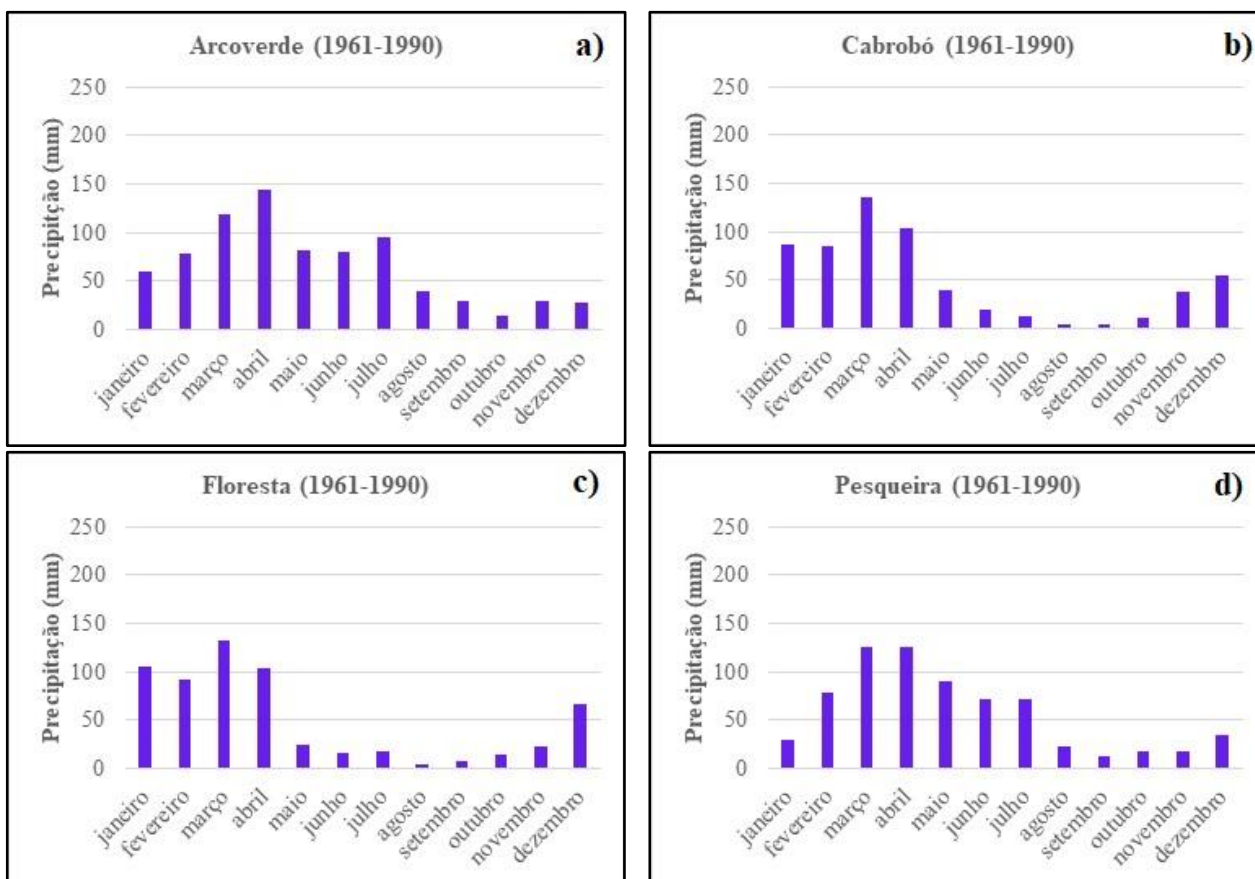 Arcoverde (1961-1990)
a)
Precipitção (mm)
250
200
150
100
50
0
janeiro
fevereiro
março
abril
maio
junho
julho
agosto
setembro
outubro
novembro
dezembro
Cabrobó (1961-1990)
b)
Precipitação (mm)
250
200
150
100
50
0
janeiro
fevereiro
março
abril
maio
junho
julho
agosto
setembro
outubro
novembro
dezembro
Floresta (1961-1990)
c)
Precipitação (mm)
250
200
150
100
50
0
janeiro
fevereiro
março
abril
maio
junho
julho
agosto
setembro
outubro
novembro
dezembro
Pesqueira (1961-1990)
d)
Precipitação (mm)
250
200
150
100
50
0
janeiro
fevereiro
março
abril
maio
junho
julho
agosto
setembro
outubro
novembro
dezembro